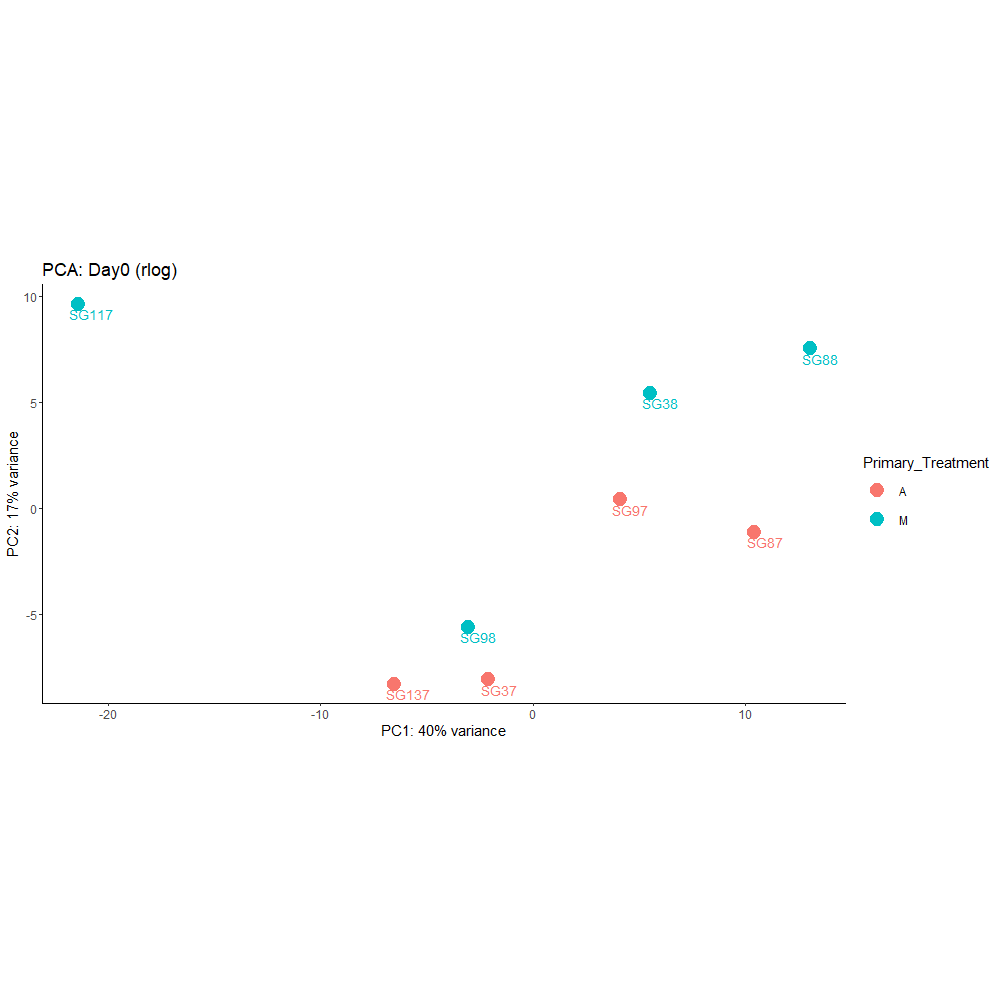 PCA: Day0 (rlog)
10
SG117
SG88
5
SG38
Primary_Treatment
PC2: 17% variance
A
SG97
0
M
SG87
-5
SG98
SG137
SG37
-20
-10
0
10
PC1: 40% variance